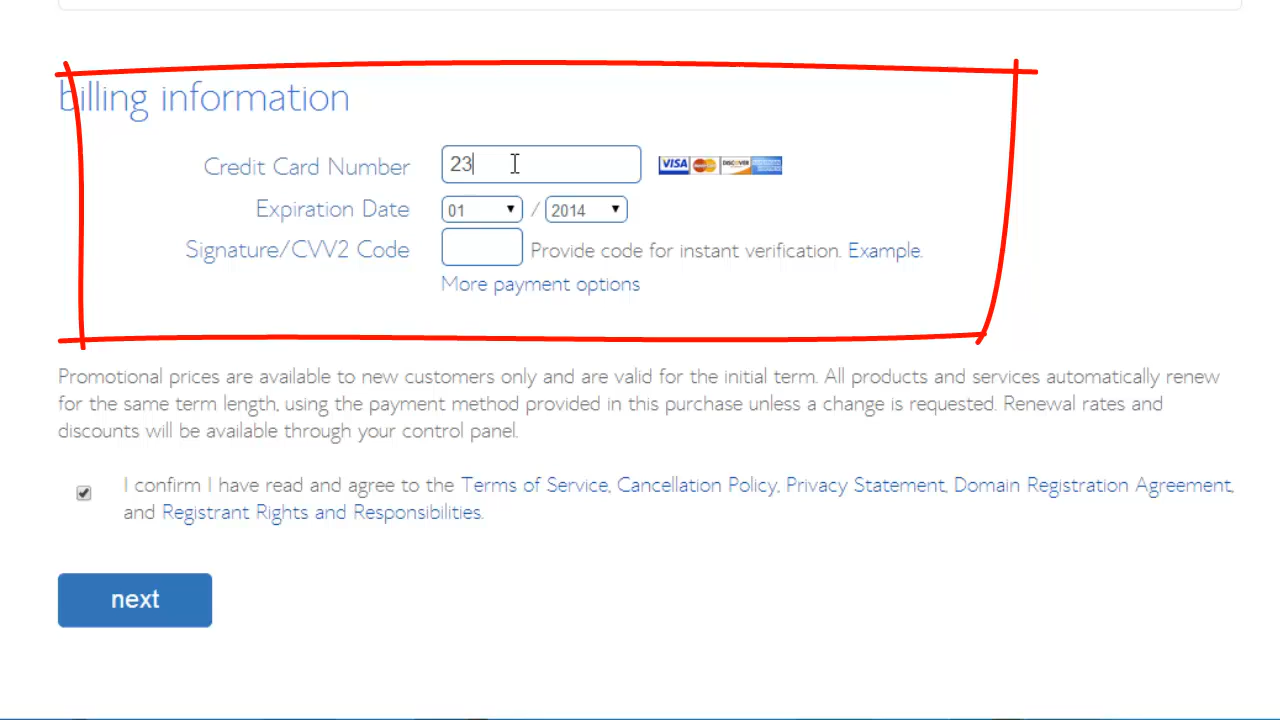 billing information
Credit Card Number 23 VISA MasterCard DISCOVER
Expiration Date 01 / 2014
Signature/CVV2 Code Provide code for instant verification. Example.
More payment options
Promotional prices are available to new customers only and are valid for the initial term. All products and services automatically renew
for the same term length, using the payment method provided in this purchase unless a change is requested. Renewal rates and
discounts will be available through your control panel.
I confirm I have read and agree to the Terms of Service, Cancellation Policy, Privacy Statement, Domain Registration Agreement,
and Registrant Rights and Responsibilities.
next